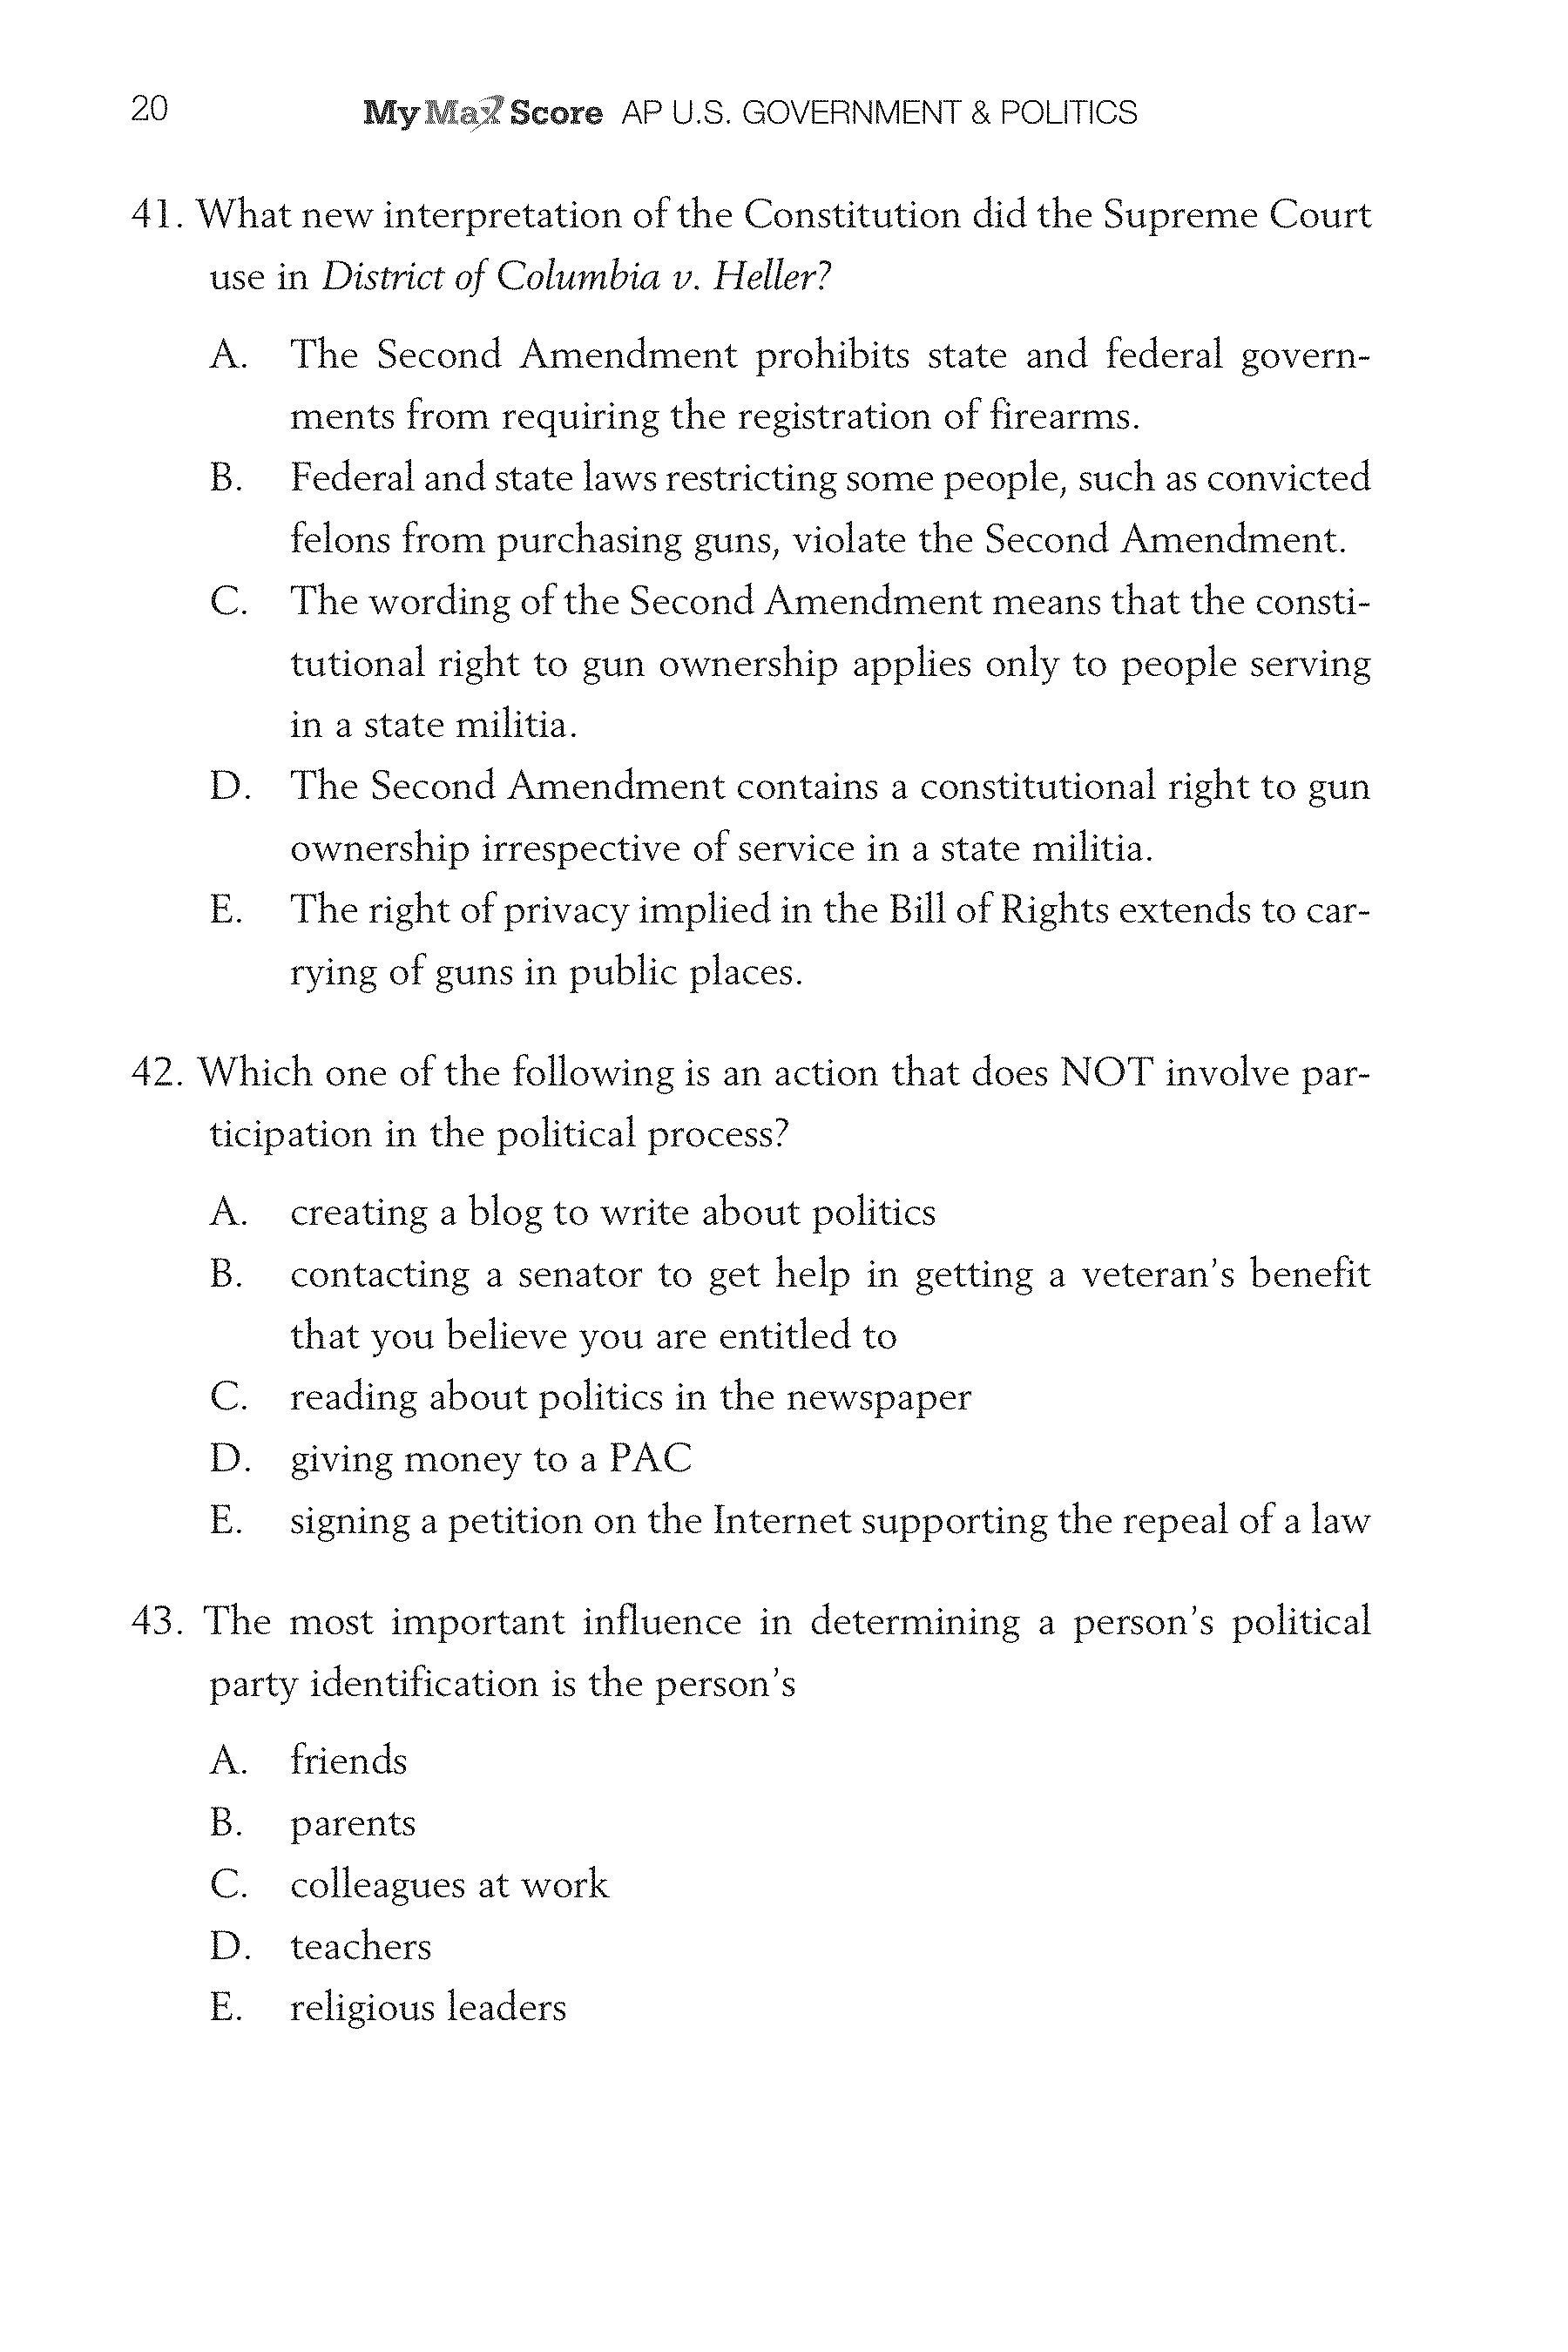 20
My Max Score AP U.S. GOVERNMENT & POLITICS
41. What new interpretation of the Constitution did the Supreme Court
use in District of Columbia v. Heller?
A. The Second Amendment prohibits state and federal govern-
ments from requiring the registration of firearms.
B. Federal and state laws restricting some people, such as convicted
felons from purchasing guns, violate the Second Amendment.
C. The wording of the Second Amendment means that the consti-
tutional right to gun ownership applies only to people serving
in a state militia.
D. The Second Amendment contains a constitutional right to gun
ownership irrespective of service in a state militia.
E. The right of privacy implied in the Bill of Rights extends to car-
rying of guns in public places.
42. Which one of the following is an action that does NOT involve par-
ticipation in the political process?
A. creating a blog to write about politics
B. contacting a senator to get help in getting a veteran's benefit
that you believe you are entitled to
C. reading about politics in the newspaper
D. giving money to a PAC
E. signing a petition on the Internet supporting the repeal of a law
43. The most important influence in determining a person's political
party identification is the person's
A. friends
B. parents
C. colleagues at work
D. teachers
E. religious leaders